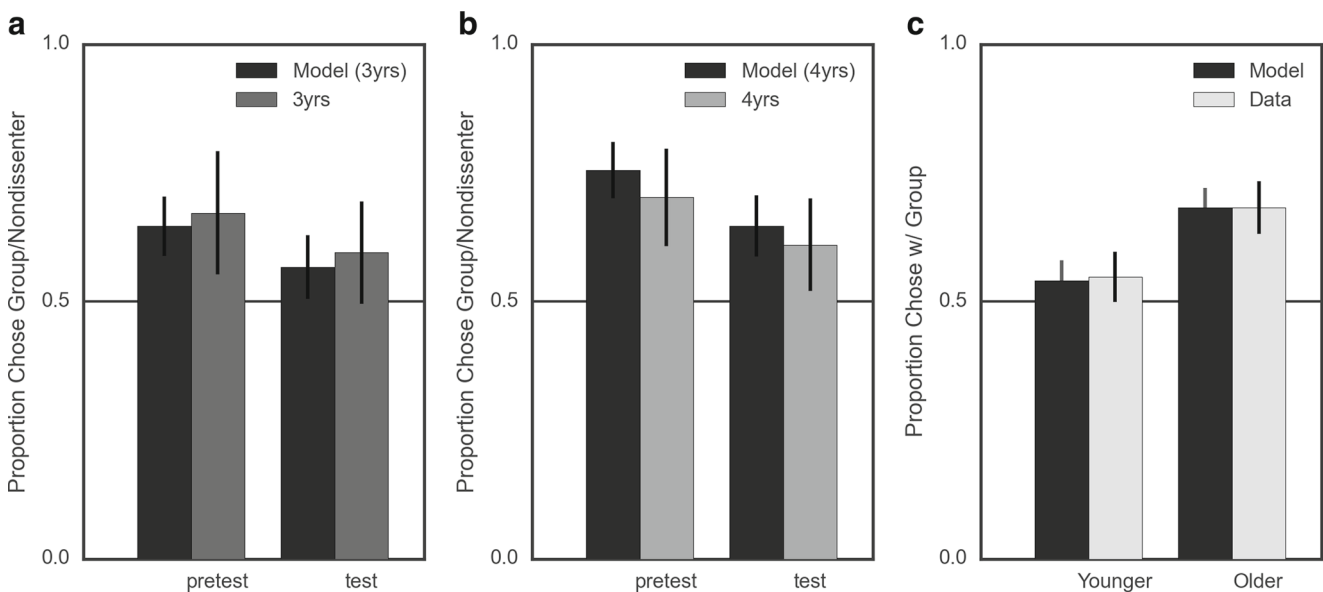 a
1.0
0.5
0.0
Proportion Chose Group/Nondissenter
Model (3yrs)
3yrs
pretest
test
b
1.0
0.5
0.0
Proportion Chose Group/Nondissenter
Model (4yrs)
4yrs
pretest
test
c
1.0
0.5
0.0
Proportion Chose w/ Group
Model
Data
Younger
Older